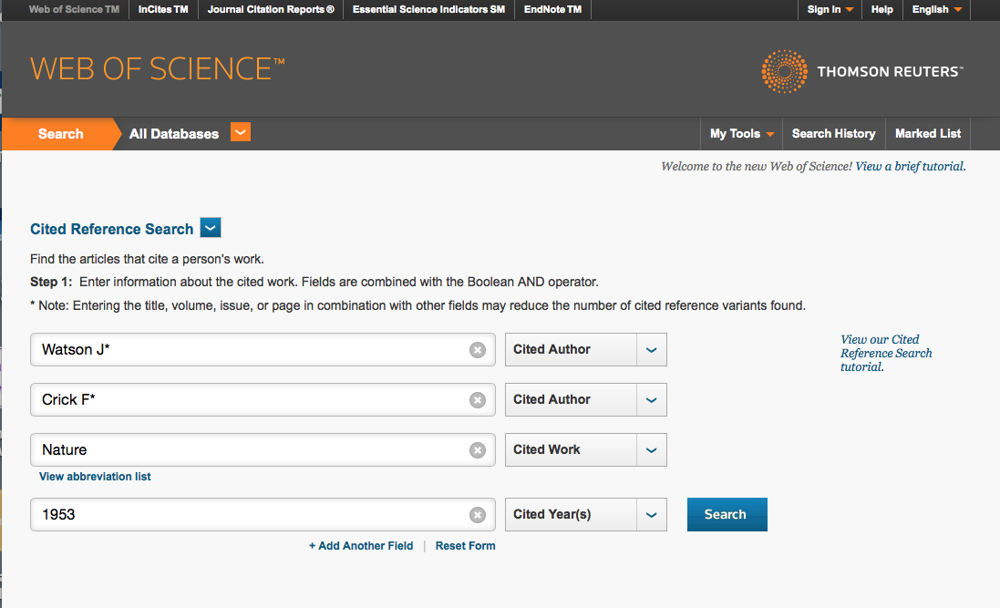 Web of Science TM InCites TM Journal Citation Reports ® Essential Science Indicators SM EndNote TM Sign In Help English
WEB OF SCIENCE™
THOMSON REUTERS™
Search All Databases My Tools Search History Marked List
Welcome to the new Web of Science! View a brief tutorial.
Cited Reference Search
Find the articles that cite a person's work.
Step 1: Enter information about the cited work. Fields are combined with the Boolean AND operator.
* Note: Entering the title, volume, issue, or page in combination with other fields may reduce the number of cited reference variants found.
Watson J* Cited Author
View our Cited
Reference Search
tutorial.
Crick F* Cited Author
Nature Cited Work
View abbreviation list
1953 Cited Year(s) Search
+ Add Another Field | Reset Form